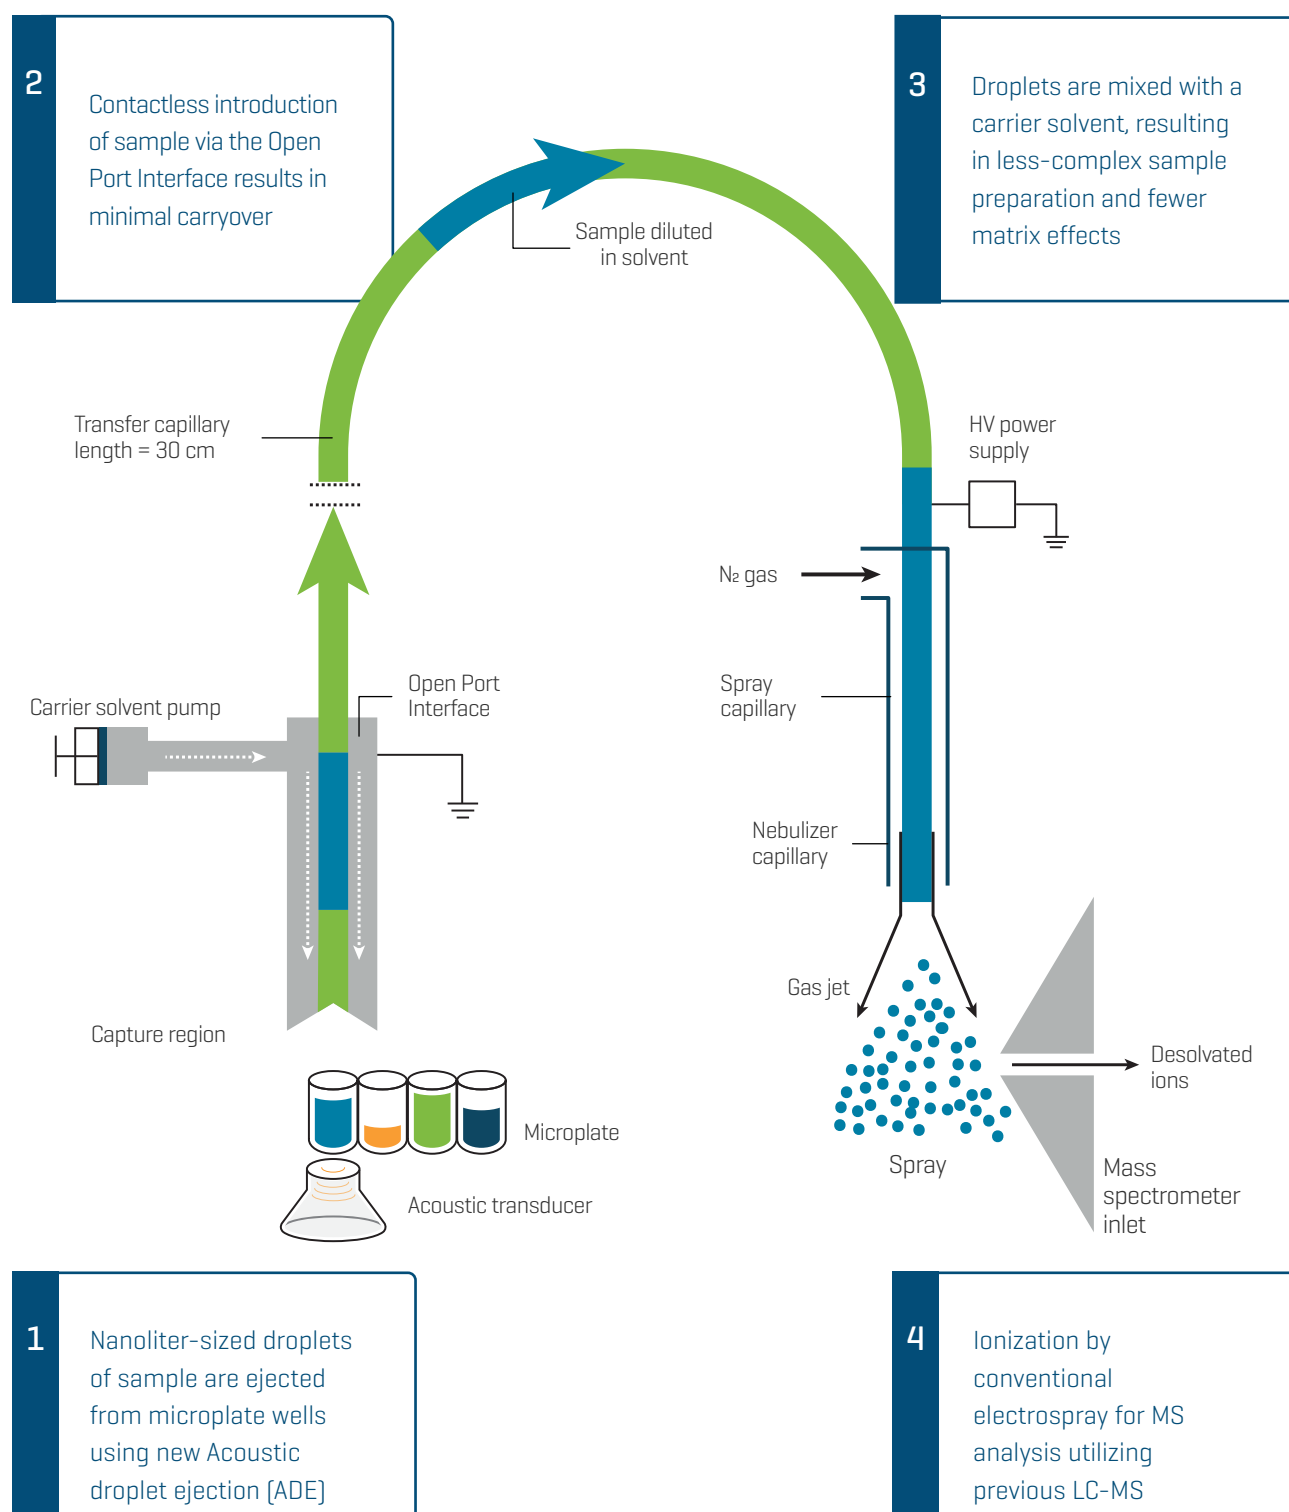 2
Contactless introduction
of sample via the Open
Port Interface results in
minimal carryover
3
Droplets are mixed with a
carrier solvent, resulting
in less-complex sample
preparation and fewer
matrix effects
Sample diluted
in solvent
Transfer capillary
length = 30 cm
HV power
supply
N₂ gas
Open Port
Interface
Spray
capillary
Carrier solvent pump
Nebulizer
capillary
Gas jet
Capture region
Desolvated
ions
Microplate
Spray
Mass
spectrometer
inlet
Acoustic transducer
1
Nanoliter-sized droplets
of sample are ejected
from microplate wells
using new Acoustic
droplet ejection (ADE)
4
Ionization by
conventional
electrospray for MS
analysis utilizing
previous LC-MS